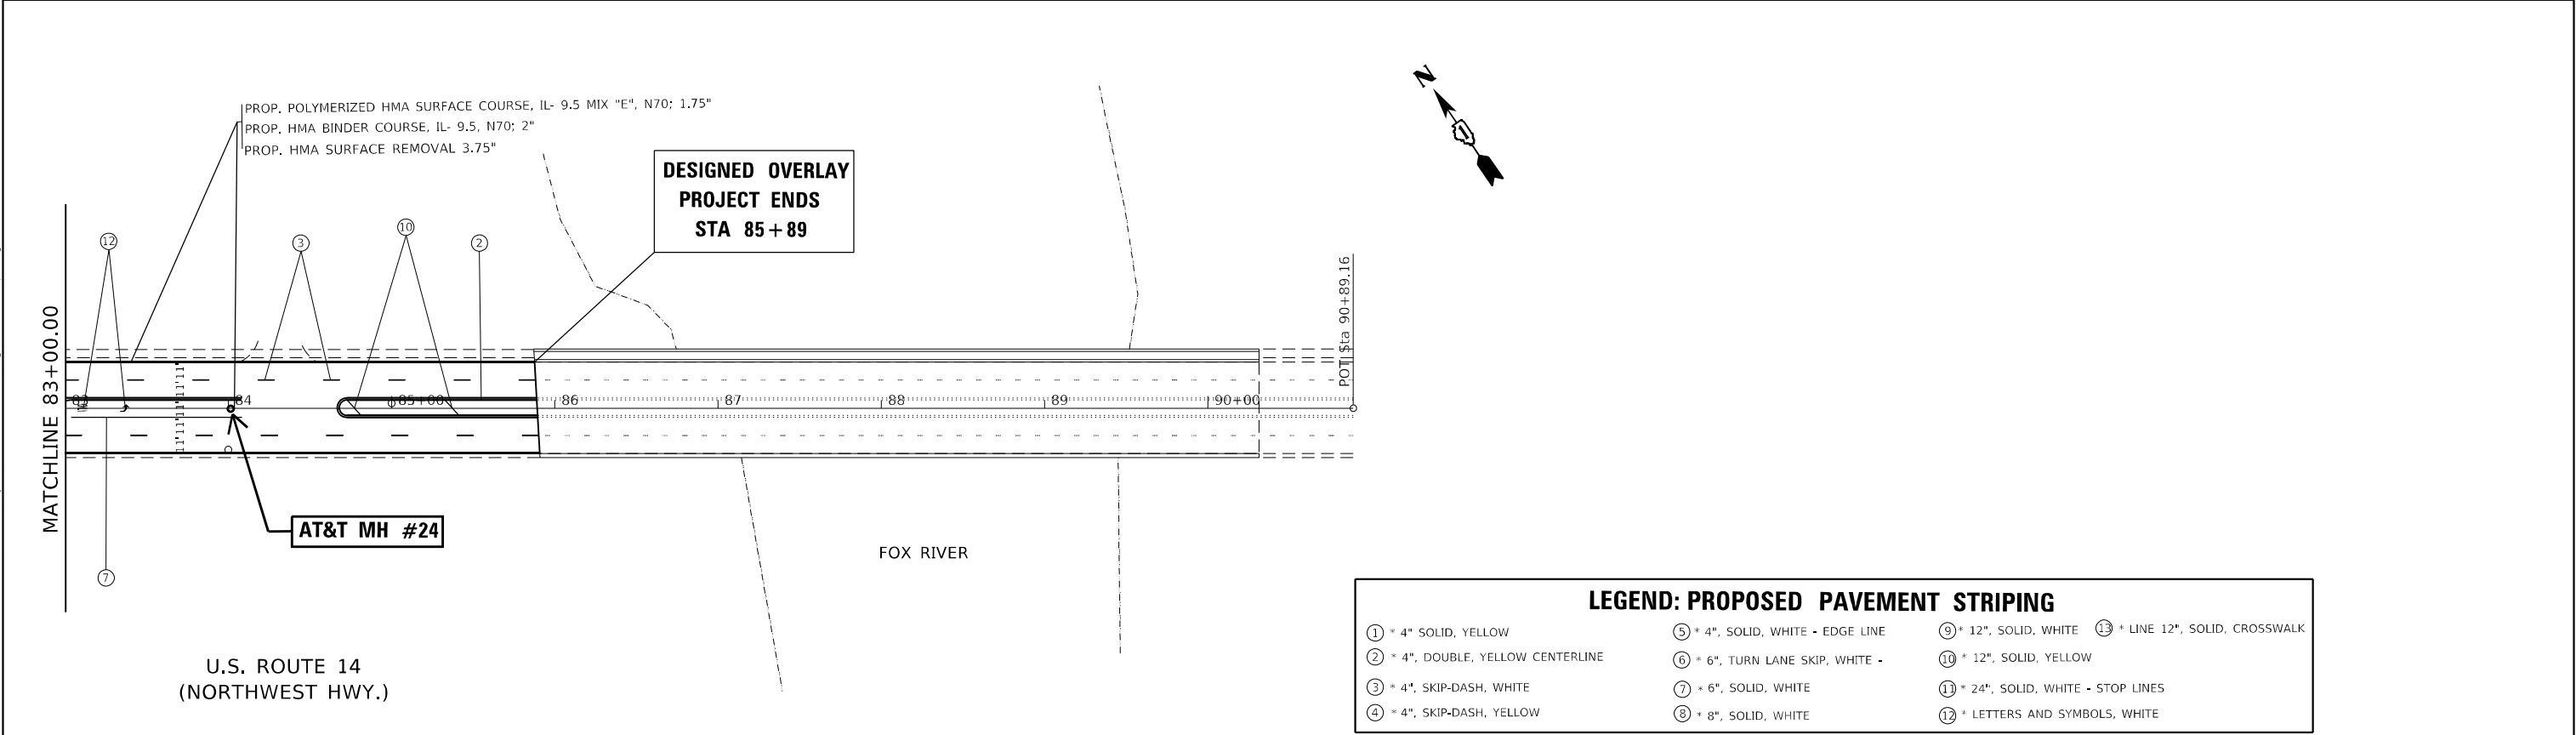 N
PROP. POLYMERIZED HMA SURFACE COURSE, IL- 9.5 MIX "E", N70; 1.75"
PROP. HMA BINDER COURSE, IL- 9.5, N70; 2"
PROP. HMA SURFACE REMOVAL 3.75"
DESIGNED OVERLAY
PROJECT ENDS
STA 85+89
12
3
10
2
MATCHLINE 83+00.00
POT Sta 90+89.16
83
84
85+00
86
87
88
89
90+00
11'11'11'11'11'
AT&T MH #24
7
FOX RIVER
U.S. ROUTE 14
(NORTHWEST HWY.)
LEGEND: PROPOSED PAVEMENT STRIPING
1 * 4" SOLID, YELLOW
2 * 4", DOUBLE, YELLOW CENTERLINE
3 * 4", SKIP-DASH, WHITE
4 * 4", SKIP-DASH, YELLOW
5 * 4", SOLID, WHITE - EDGE LINE
6 * 6", TURN LANE SKIP, WHITE -
7 * 6", SOLID, WHITE
8 * 8", SOLID, WHITE
9 * 12", SOLID, WHITE
10 * 12", SOLID, YELLOW
11 * 24", SOLID, WHITE - STOP LINES
12 * LETTERS AND SYMBOLS, WHITE
13 * LINE 12", SOLID, CROSSWALK